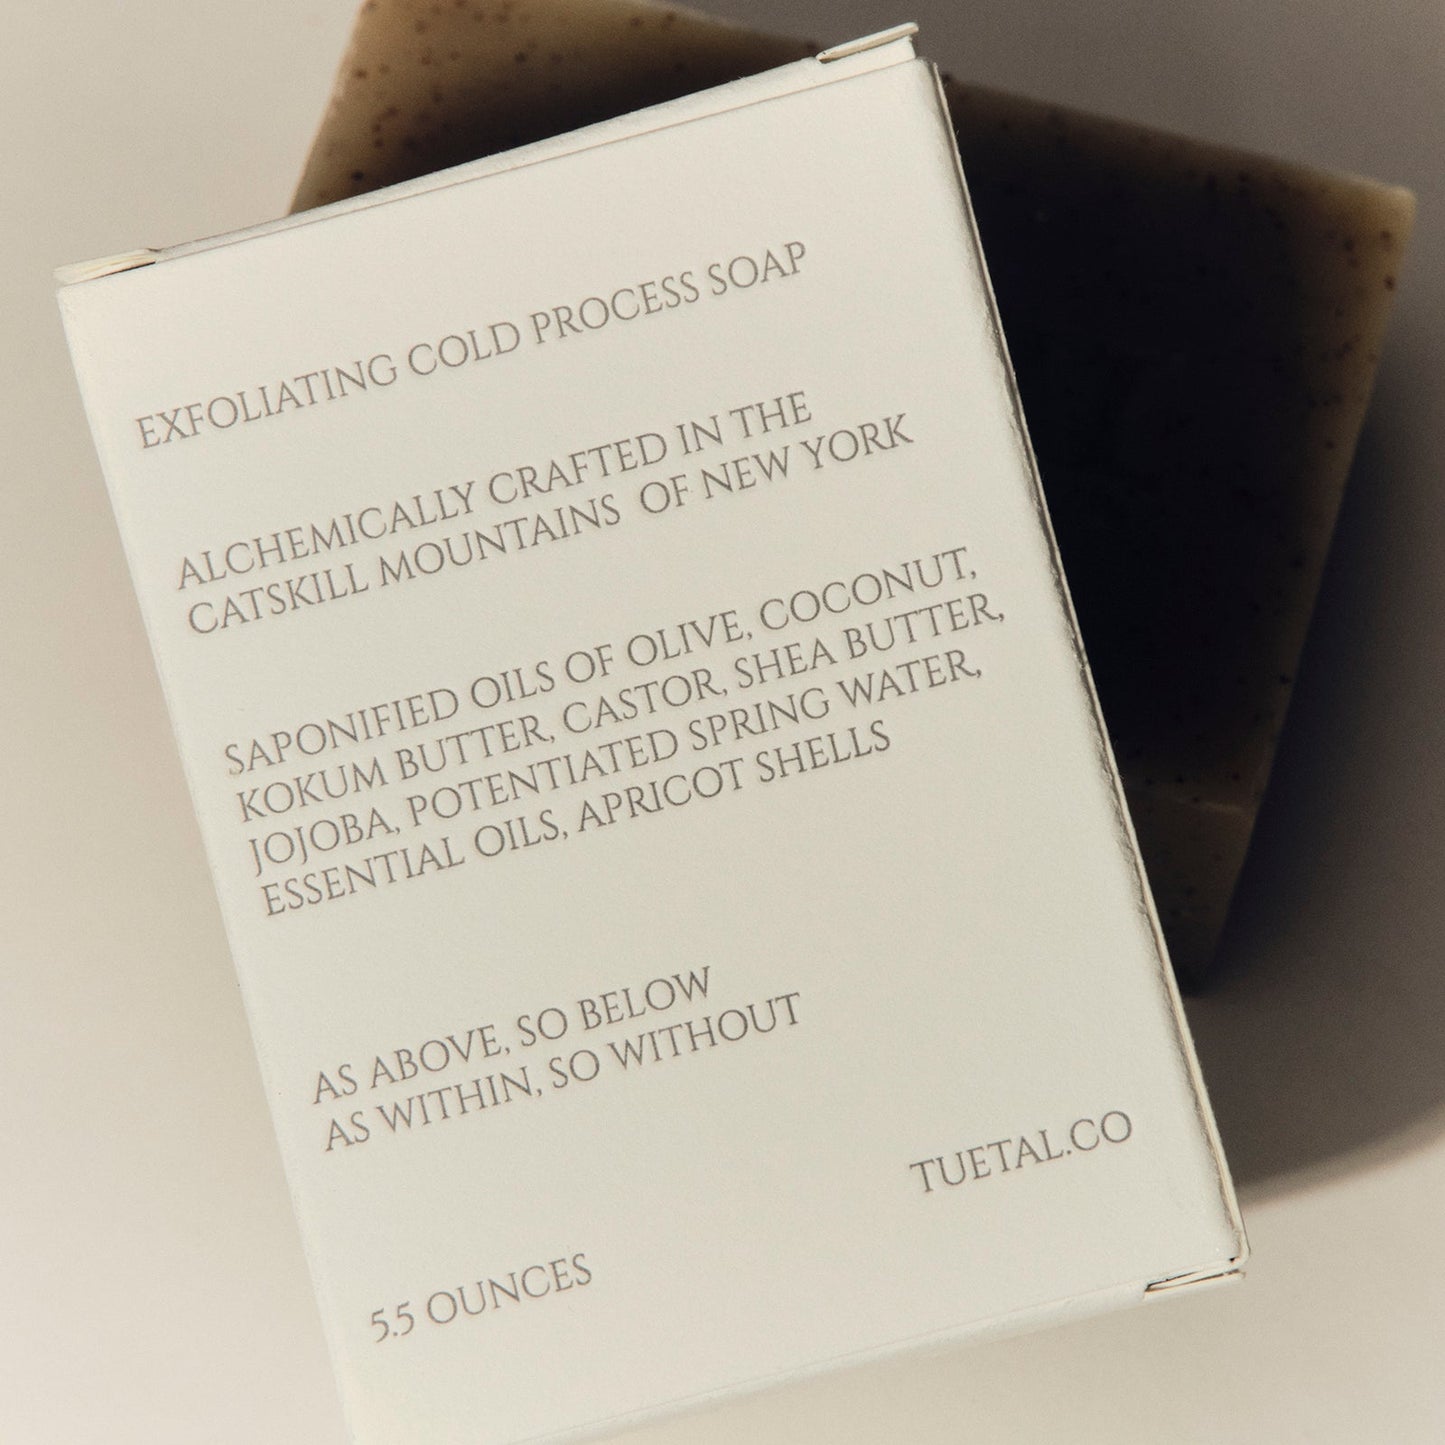 EXFOLIATING COLD PROCESS SOAP
ALCHEMICALLY CRAFTED IN THE
CATSKILL MOUNTAINS OF NEW YORK
SAPONIFIED OILS OF OLIVE, COCONUT,
KOKUM BUTTER, CASTOR, SHEA BUTTER,
JOJOBA, POTENTIATED SPRING WATER,
ESSENTIAL OILS, APRICOT SHELLS
AS ABOVE, SO BELOW
AS WITHIN, SO WITHOUT
TUETAL.CO
5.5 OUNCES